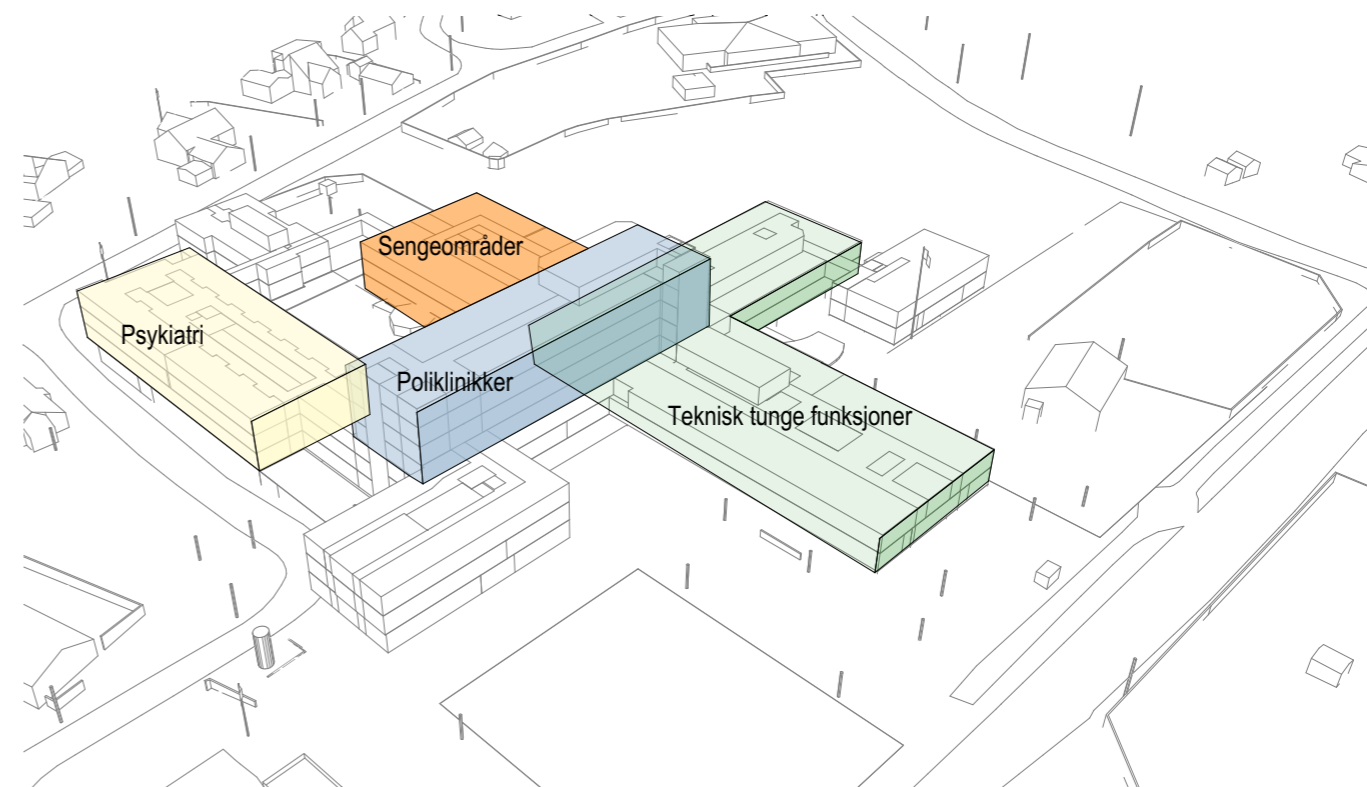 Sengeområder
Psykiatri
Poliklinikker
Teknisk tunge funksjoner